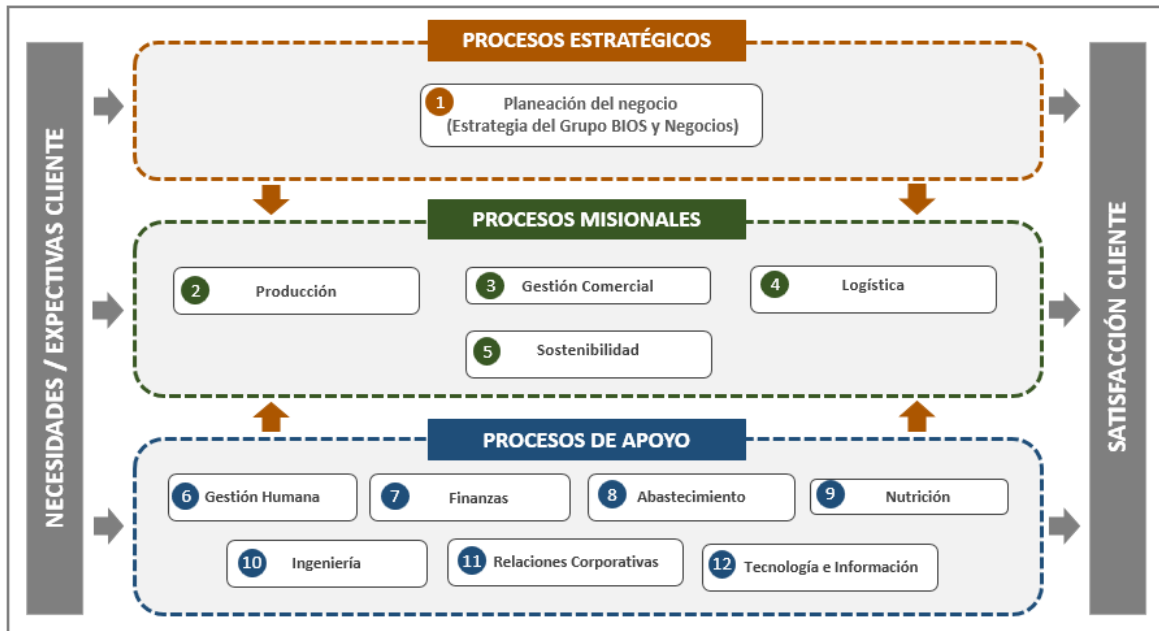 NECESIDADES / EXPECTIVAS CLIENTE
PROCESOS ESTRATÉGICOS
1
Planeación del negocio
(Estrategia del Grupo BIOS y Negocios)
PROCESOS MISIONALES
2 Producción
3 Gestión Comercial
4 Logística
5 Sostenibilidad
PROCESOS DE APOYO
6 Gestión Humana
7 Finanzas
8 Abastecimiento
9 Nutrición
10 Ingeniería
11 Relaciones Corporativas
12 Tecnología e Información
SATISFACCIÓN CLIENTE